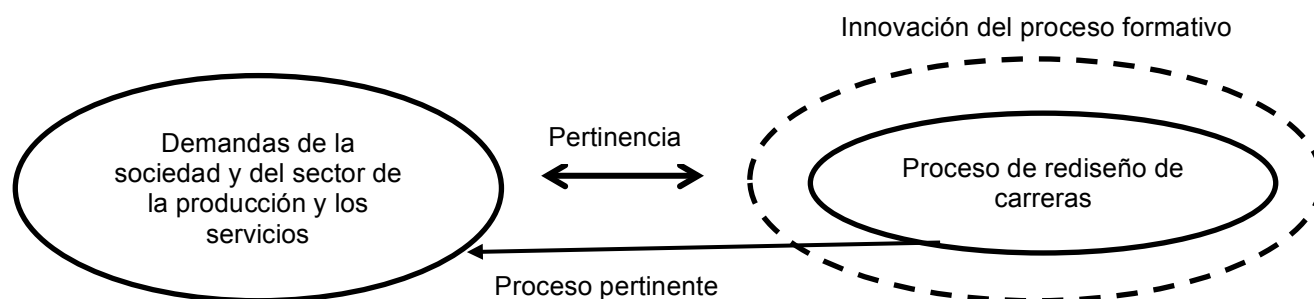 Innovación del proceso formativo
Demandas de la
sociedad y del sector de
la producción y los
servicios
Pertinencia
Proceso de rediseño de
carreras
Proceso pertinente